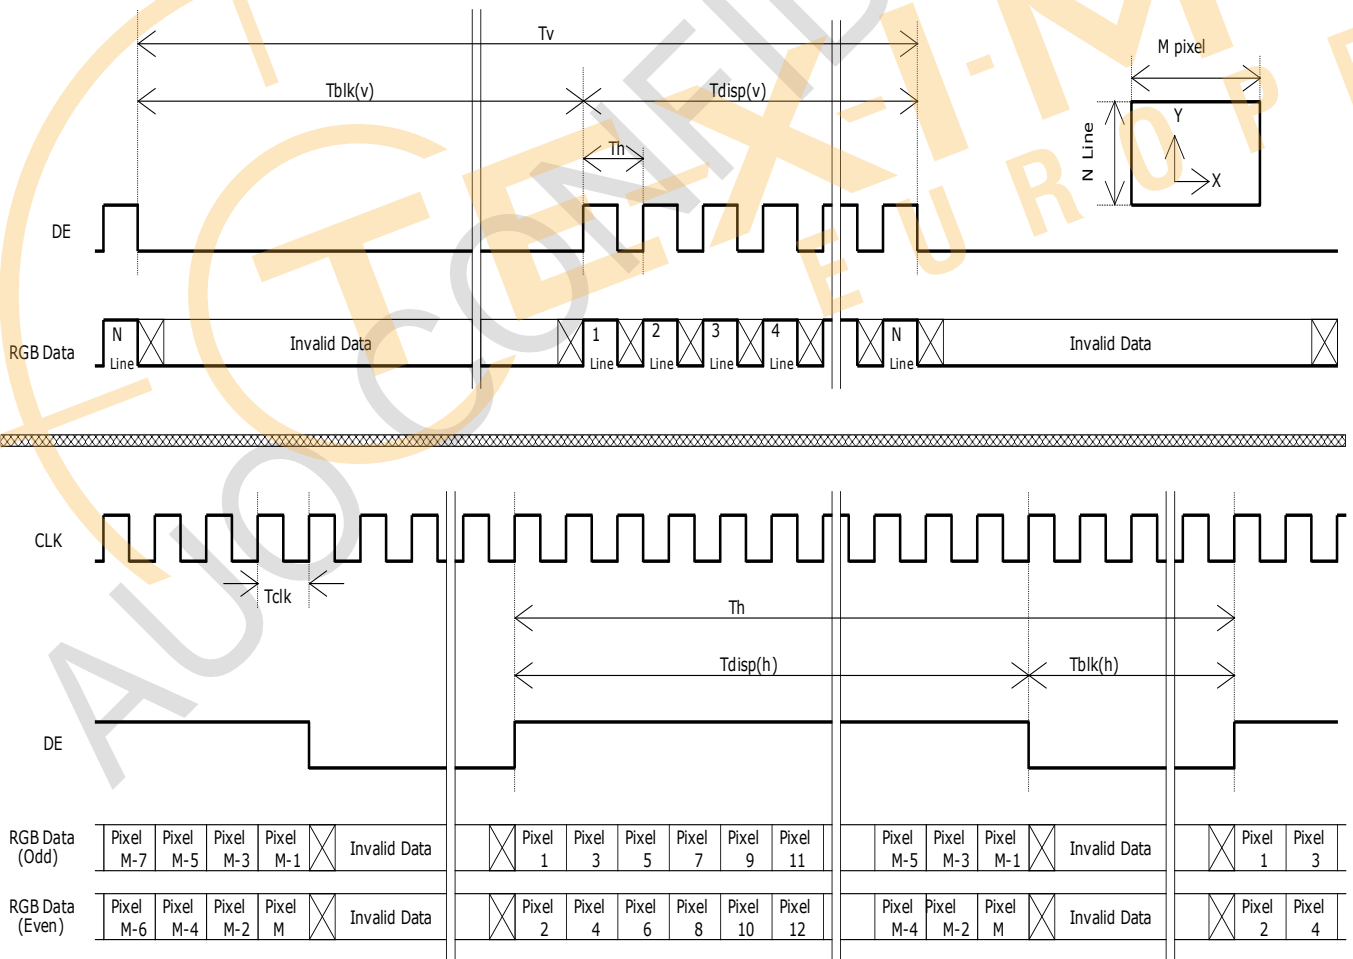 Tv
M pixel
Tblk(v) Tdisp(v)
Th
N Line
Y
X
DE
RGB Data
N Line Invalid Data 1 Line 2 Line 3 Line 4 Line N Line Invalid Data
CLK
Tclk
Th
Tdisp(h) Tblk(h)
DE
RGB Data (Odd)
Pixel M-7 Pixel M-5 Pixel M-3 Pixel M-1 Invalid Data Pixel 1 Pixel 3 Pixel 5 Pixel 7 Pixel 9 Pixel 11 Pixel M-5 Pixel M-3 Pixel M-1 Invalid Data Pixel 1 Pixel 3
RGB Data (Even)
Pixel M-6 Pixel M-4 Pixel M-2 Pixel M Invalid Data Pixel 2 Pixel 4 Pixel 6 Pixel 8 Pixel 10 Pixel 12 Pixel M-4 Pixel M-2 Pixel M Invalid Data Pixel 2 Pixel 4
AUO CONFID
TEXIM
EUROPE